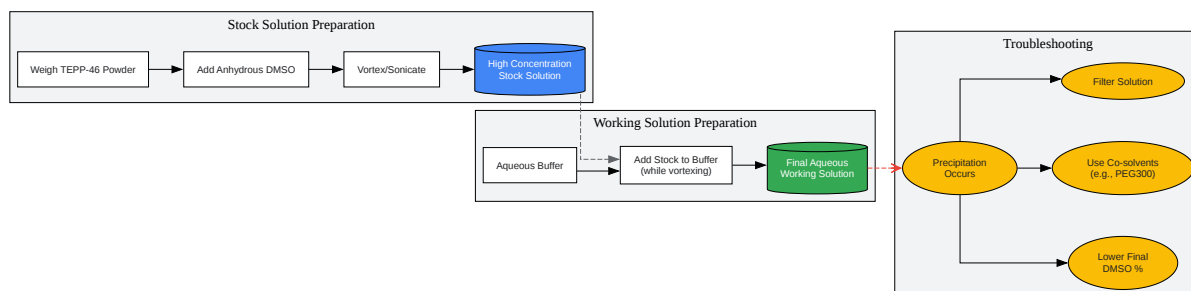 Stock Solution Preparation
Weigh TEPP-46 Powder
Add Anhydrous DMSO
Vortex/Sonicate
High Concentration
Stock Solution
Working Solution Preparation
Aqueous Buffer
Add Stock to Buffer
(while vortexing)
Final Aqueous
Working Solution
Troubleshooting
Precipitation
Occurs
Filter Solution
Use Co-solvents
(e.g., PEG300)
Lower Final
DMSO %